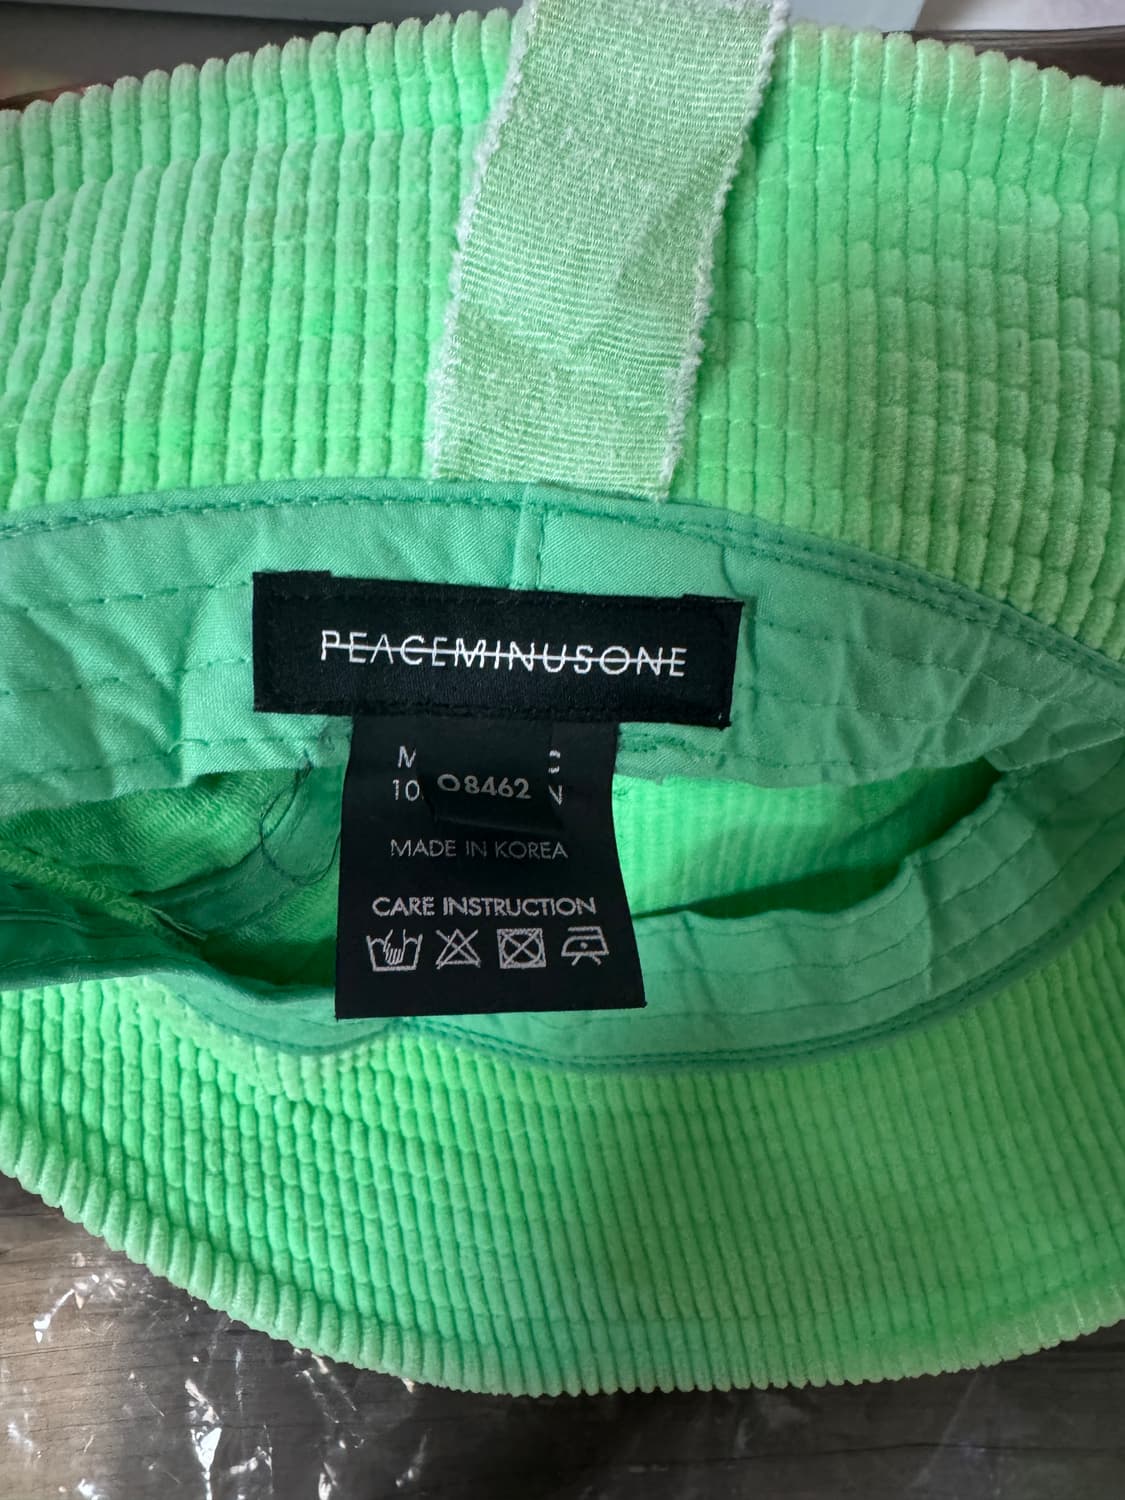 PEACEMINUSONE
08462
MADE IN KOREA
CARE INSTRUCTION